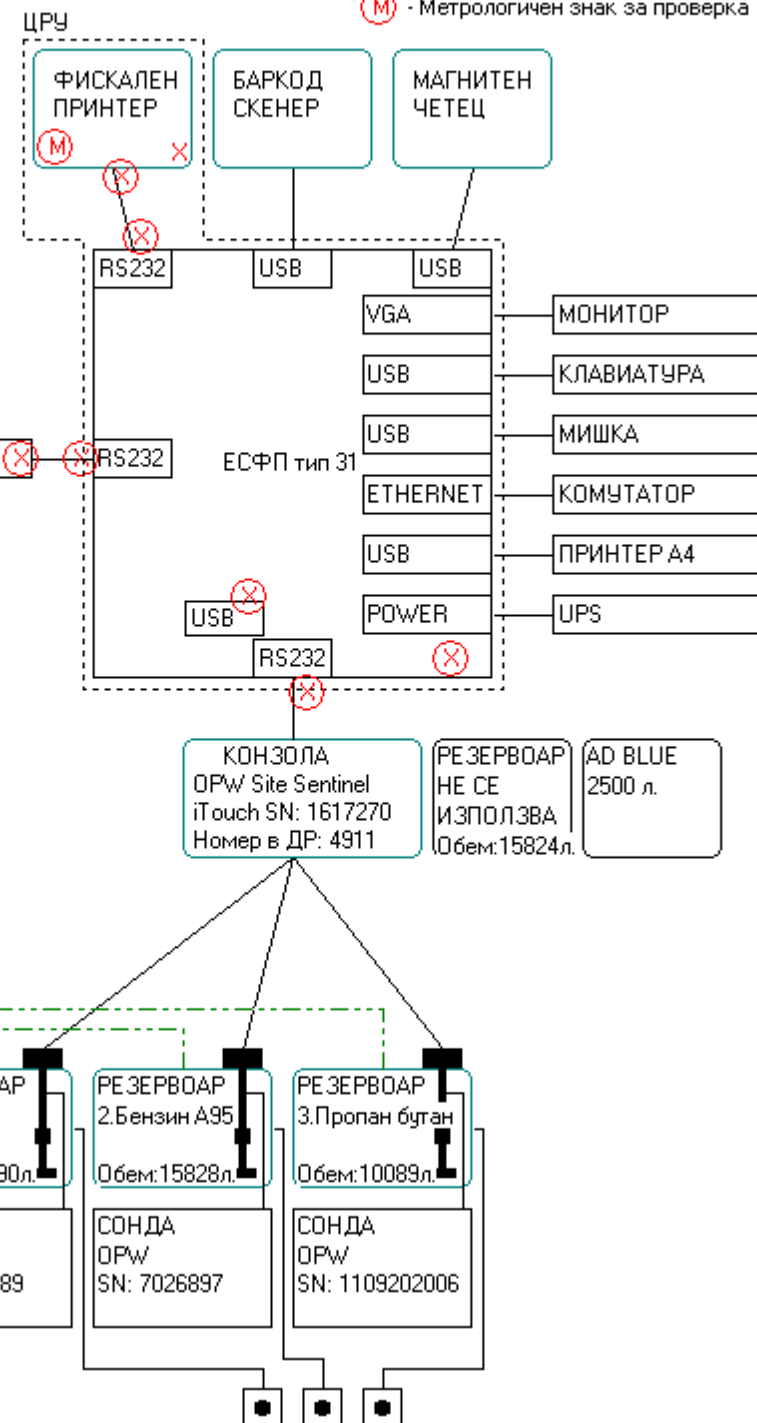 М - Метрологичен знак за проверка
ЦРУ
ФИСКАЛЕН
ПРИНТЕР
М
БАРКОД
СКЕНЕР
МАГНИТЕН
ЧЕТЕЦ
RS232
USB
USB
VGA
МОНИТОР
USB
КЛАВИАТУРА
USB
МИШКА
RS232
ЕСФП тип 31
ETHERNET
КОМУТАТОР
USB
ПРИНТЕР А4
USB
POWER
UPS
RS232
КОНЗОЛА
OPW Site Sentinel
iTouch SN: 1617270
Номер в ДР: 4911
РЕЗЕРВОАР
НЕ СЕ
ИЗПОЛЗВА
Обем:15824л.
AD BLUE
2500 л.
АР
90л.
РЕЗЕРВОАР
2.Бензин А95
Обем:15828л.
РЕЗЕРВОАР
3.Пропан бутан
Обем:10089л.
89
СОНДА
OPW
SN: 7026897
СОНДА
OPW
SN: 1109202006